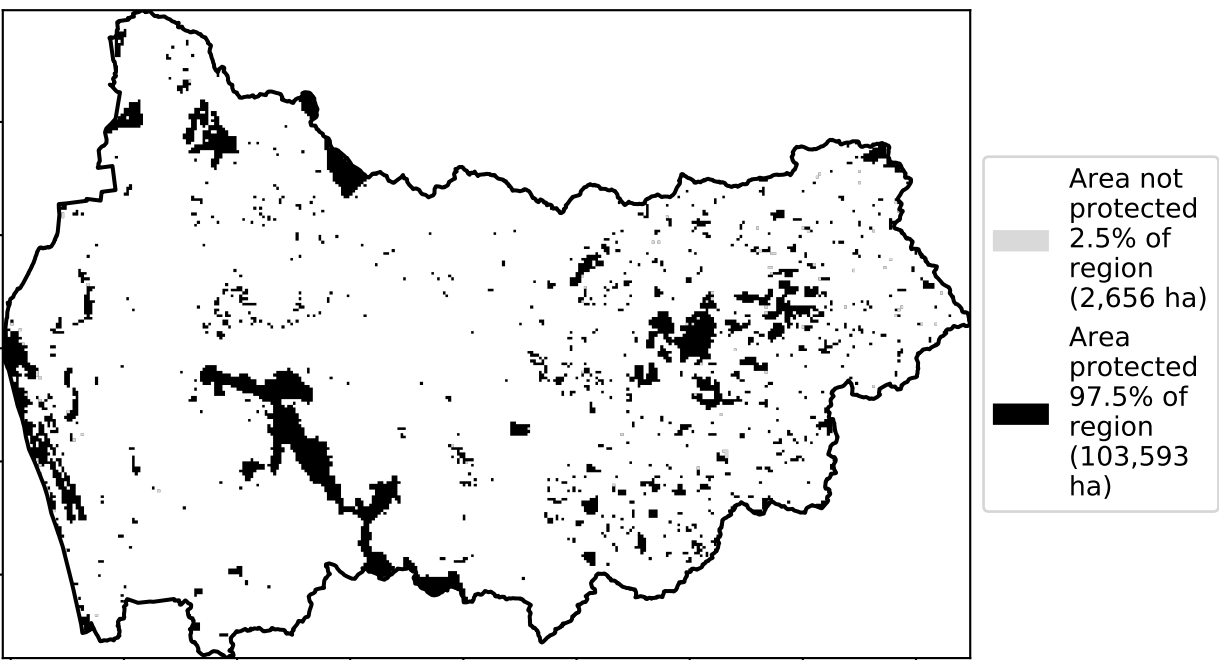 Area not
protected
2.5% of
region
(2,656 ha)
Area
protected
97.5% of
region
(103,593
ha)